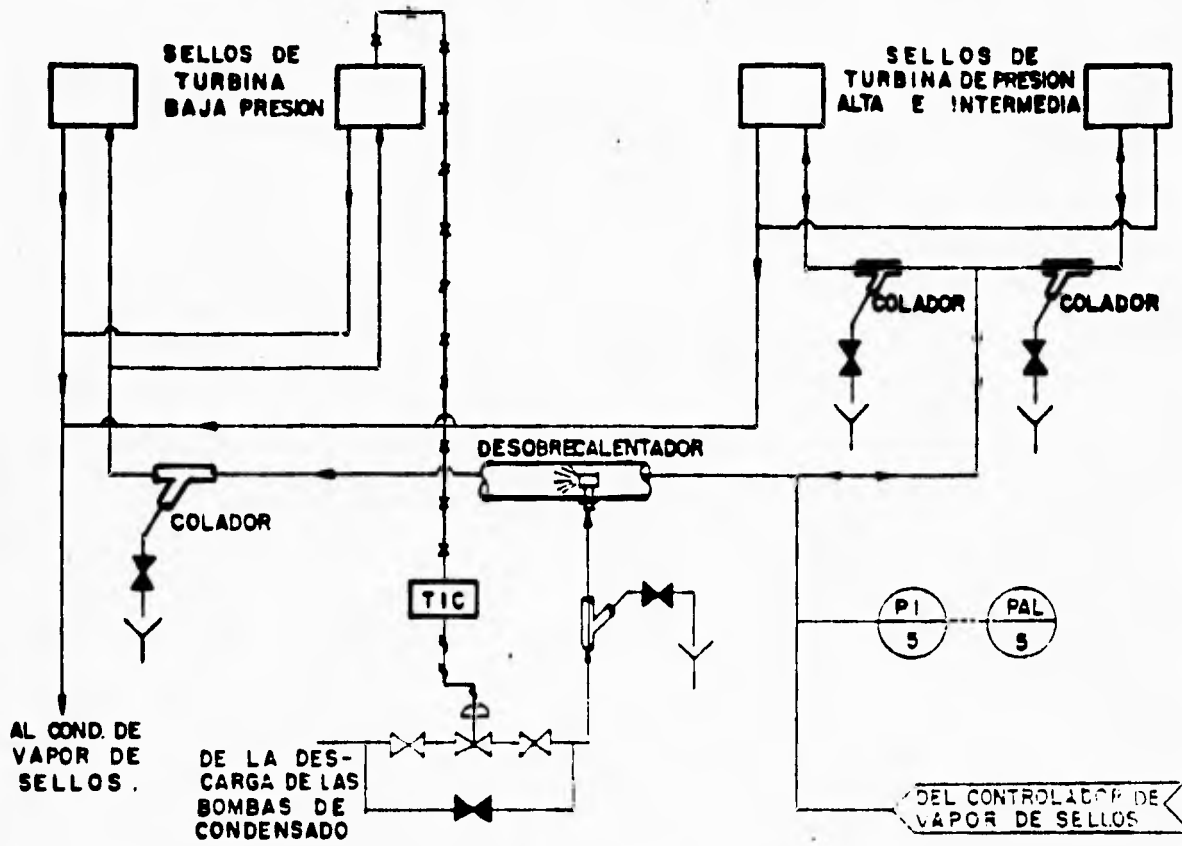 SELLOS DE
TURBINA
BAJA PRESION
SELLOS DE
TURBINA DE PRESION
ALTA E INTERMEDIA
COLADOR
COLADOR
DESOBRECALENTADOR
COLADOR
TIC
PI
5
PAL
5
AL COND. DE
VAPOR DE
SELLOS.
DE LA DES-
CARGA DE LAS
BOMBAS DE
CONDENSADO
DEL CONTROLADOR DE
VAPOR DE SELLOS